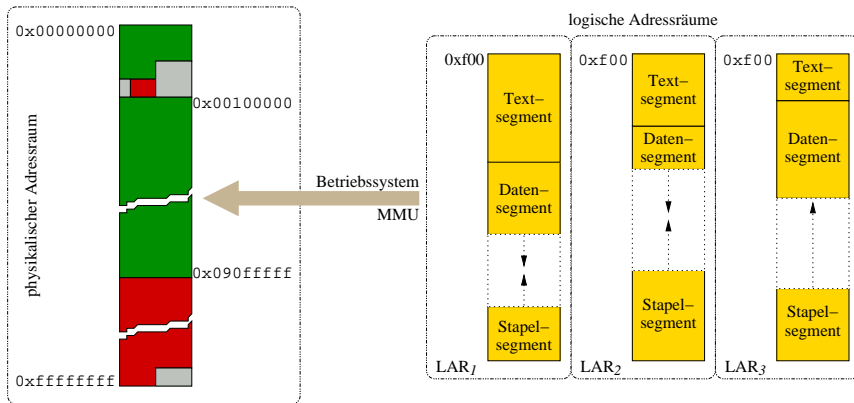 0x00000000
0x00100000
0x090fffff
0xffffffff
physikalischer Adressraum
Betriebssystem
MMU
logische Adressräume
0xf00
Text–
segment
Daten–
segment
Stapel–
segment
LAR1
0xf00
Text–
segment
Daten–
segment
Stapel–
segment
LAR2
0xf00
Text–
segment
Daten–
segment
Stapel–
segment
LAR3